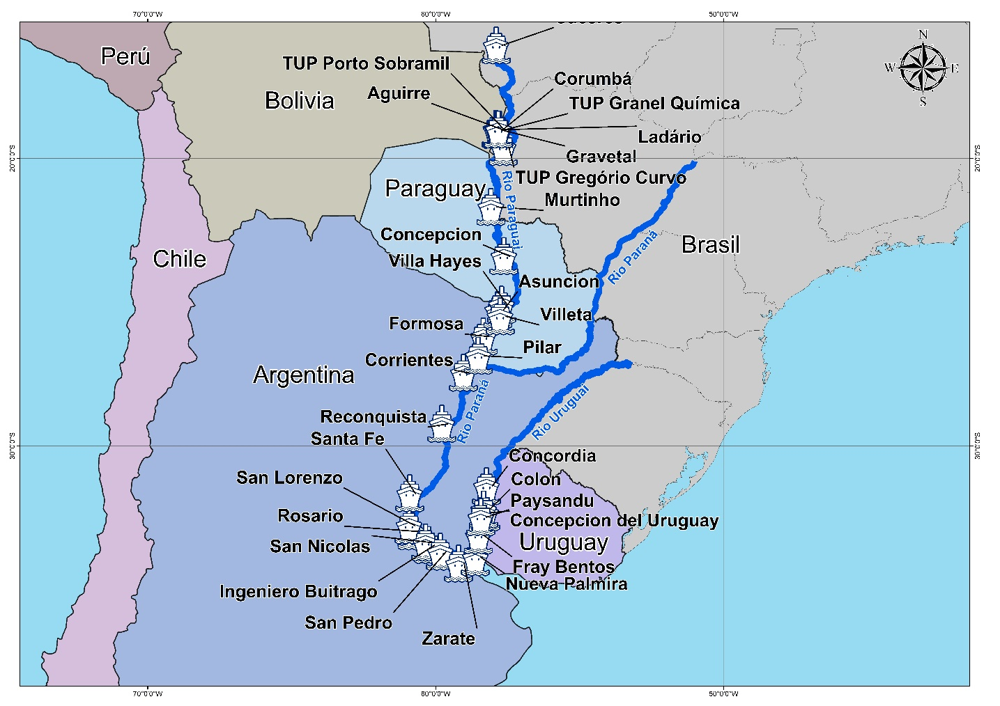 70°0'0"W
60°0'0"W
50°0'0"W
N
W
E
S
Perú
TUP Porto Sobramil
Corumbá
Aguirre
Bolivia
TUP Granel Química
Ladário
20°0'0"S
20°0'0"S
Gravetal
TUP Gregório Curvo
Paraguay
Murtinho
Rio Paraguai
Concepcion
Brasil
Rio Paraná
Chile
Villa Hayes
Asuncion
Villeta
Formosa
Pilar
Corrientes
Argentina
Rio Paraná
Rio Uruguai
Reconquista
Santa Fe
30°0'0"S
30°0'0"S
Concordia
San Lorenzo
Colon
Paysandu
Rosario
Concepcion del Uruguay
San Nicolas
Uruguay
Fray Bentos
Nueva Palmira
Ingeniero Buitrago
San Pedro
Zarate
70°0'0"W
60°0'0"W
50°0'0"W